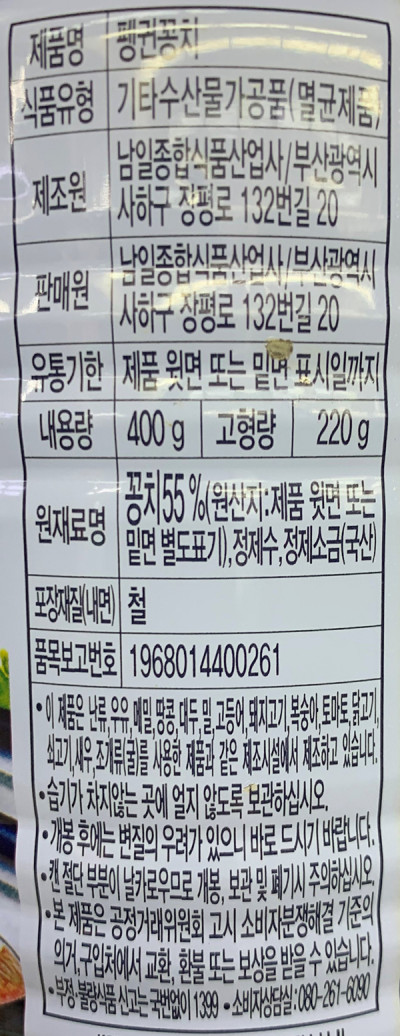 제품명 펭귄꽁치
식품유형 기타수산물가공품(멸균제품)
제조원 남일종합식품산업사/부산광역시
사하구 장평로 132번길 20
판매원 남일종합식품산업사/부산광역시
사하구 장평로 132번길 20
유통기한 제품 윗면 또는 밑면 표시일까지
내용량 400 g 고형량 220 g
원재료명 꽁치55 %(원산지:제품 윗면 또는
밑면 별도표기),정제수,정제소금(국산)
포장재질(내면) 철
품목보고번호 1968014400261
• 이 제품은 난류,우유,메밀,땅콩,대두,밀,고등어,돼지고기,복숭아,토마토,닭고기,
쇠고기,새우,조개류(굴)를 사용한 제품과 같은 제조시설에서 제조하고 있습니다.
• 습기가 차지않는 곳에 얼지 않도록 보관하십시오.
• 개봉 후에는 변질의 우려가 있으니 바로 드시기 바랍니다.
• 캔 절단 부분이 날카로우므로 개봉, 보관 및 폐기시 주의하십시오.
• 본 제품은 공정거래위원회 고시 소비자분쟁해결 기준에
의거,구입처에서 교환, 환불 또는 보상을 받을 수 있습니다.
• 부정·불량식품 신고는 국번없이 1399 • 소비자상담실:080-261-6090